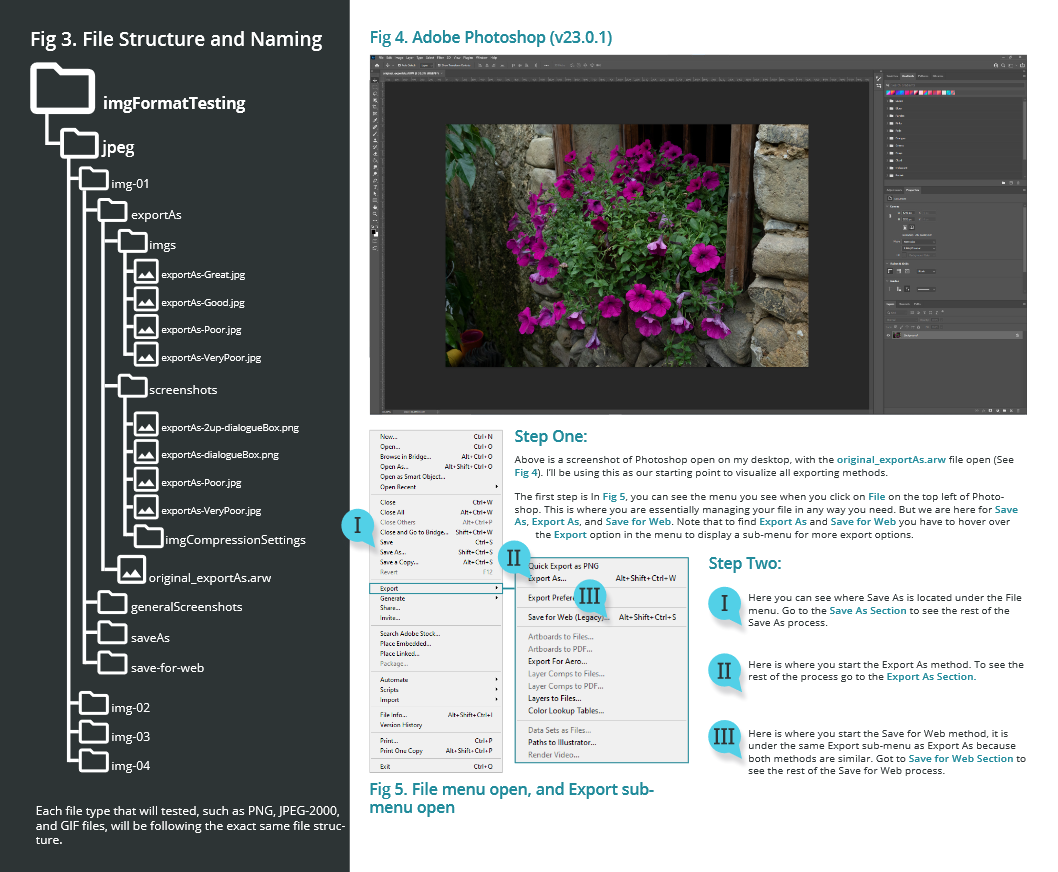 Fig 3. File Structure and Naming
imgFormatTesting
jpeg
img-01
exportAs
imgs
exportAs-Great.jpg
exportAs-Good.jpg
exportAs-Poor.jpg
exportAs-VeryPoor.jpg
screenshots
exportAs-2up-dialogueBox.png
exportAs-dialogueBox.png
exportAs-Poor.jpg
exportAs-VeryPoor.jpg
imgCompressionSettings
original_exportAs.arw
generalScreenshots
saveAs
save-for-web
img-02
img-03
img-04
Each file type that will tested, such as PNG, JPEG-2000,
and GIF files, will be following the exact same file struc-
ture.
Fig 4. Adobe Photoshop (v23.0.1)
New... Ctrl+N
Open... Ctrl+O
Browse in Bridge... Alt+Ctrl+O
Open As... Alt+Shift+Ctrl+O
Open as Smart Object...
Open Recent
Close Ctrl+W
Close All Alt+Ctrl+W
Close Others Alt+Ctrl+P
Close and Go to Bridge... Shift+Ctrl+W
Save Ctrl+S
Save As... Shift+Ctrl+S
Save a Copy... Alt+Ctrl+S
Revert F12
Export
Generate
Share...
Invite...
Search Adobe Stock...
Place Embedded...
Place Linked...
Package...
Automate
Scripts
Import
File Info... Alt+Shift+Ctrl+I
Version History
Print... Ctrl+P
Print One Copy Alt+Shift+Ctrl+P
Exit Ctrl+Q
I
Step One:
Above is a screenshot of Photoshop open on my desktop, with the original_exportAs.arw file open (See
Fig 4). I'll be using this as our starting point to visualize all exporting methods.
The first step is In Fig 5, you can see the menu you see when you click on File on the top left of Photo-
shop. This is where you are essentially managing your file in any way you need. But we are here for Save
As, Export As, and Save for Web. Note that to find Export As and Save for Web you have to hover over
the Export option in the menu to display a sub-menu for more export options.
II
Quick Export as PNG
Export As... Alt+Shift+Ctrl+W
Export Prefer
III
Save for Web (Legacy)... Alt+Shift+Ctrl+S
Artboards to Files...
Artboards to PDF...
Export For Aero...
Layer Comps to Files...
Layer Comps to PDF...
Layers to Files...
Color Lookup Tables...
Data Sets as Files...
Paths to Illustrator...
Render Video...
Step Two:
I
Here you can see where Save As is located under the File
menu. Go to the Save As Section to see the rest of the
Save As process.
II
Here is where you start the Export As method. To see the
rest of the process go to the Export As Section.
III
Here is where you start the Save for Web method, it is
under the same Export sub-menu as Export As because
both methods are similar. Got to Save for Web Section to
see the rest of the Save for Web process.
Fig 5. File menu open, and Export sub-
menu open